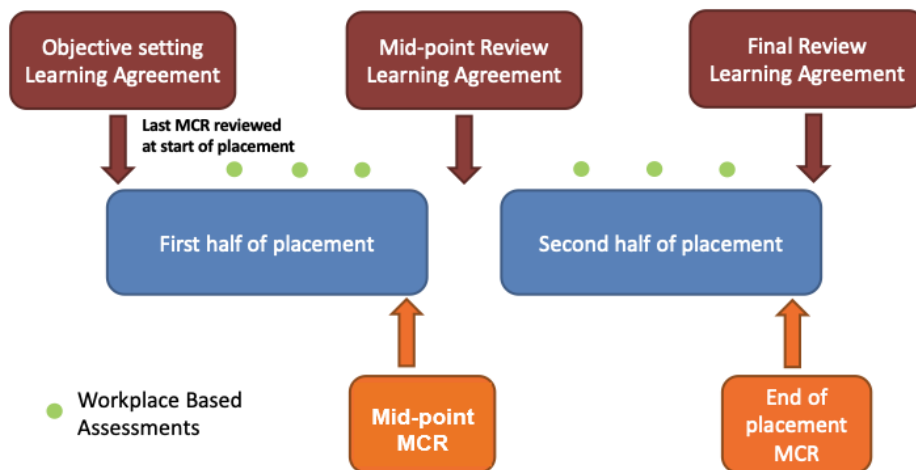 Objective setting
Learning Agreement
Mid-point Review
Learning Agreement
Final Review
Learning Agreement
Last MCR reviewed
at start of placement
First half of placement
Second half of placement
Workplace Based
Assessments
Mid-point
MCR
End of
placement
MCR